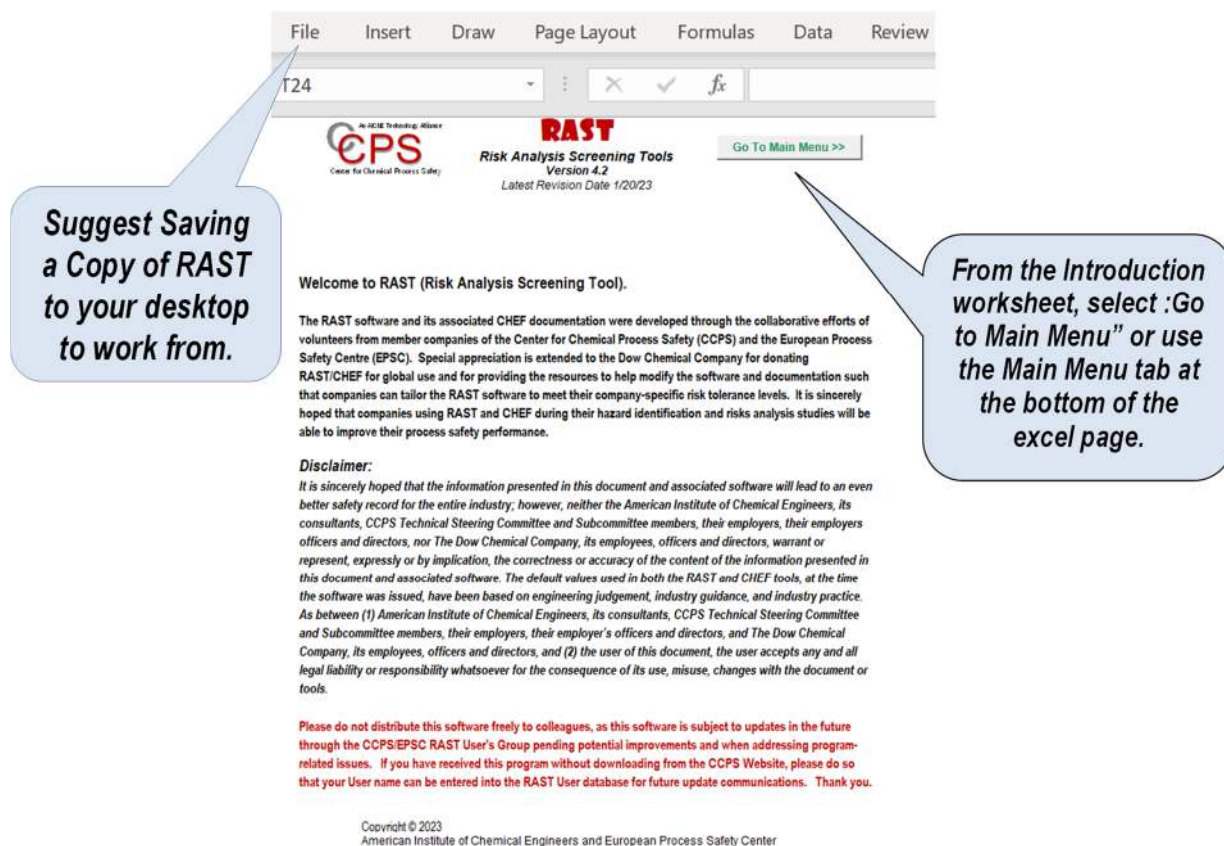 File Insert Draw Page Layout Formulas Data Review
T24
fx
An AIChE Technology Alliance
CCPS
Center for Chemical Process Safety
RAST
Risk Analysis Screening Tools
Version 4.2
Latest Revision Date 1/20/23
Go To Main Menu >>
Suggest Saving
a Copy of RAST
to your desktop
to work from.
From the Introduction
worksheet, select :Go
to Main Menu” or use
the Main Menu tab at
the bottom of the
excel page.
Welcome to RAST (Risk Analysis Screening Tool).
The RAST software and its associated CHEF documentation were developed through the collaborative efforts of
volunteers from member companies of the Center for Chemical Process Safety (CCPS) and the European Process
Safety Centre (EPSC). Special appreciation is extended to the Dow Chemical Company for donating
RAST/CHEF for global use and for providing the resources to help modify the software and documentation such
that companies can tailor the RAST software to meet their company-specific risk tolerance levels. It is sincerely
hoped that companies using RAST and CHEF during their hazard identification and risks analysis studies will be
able to improve their process safety performance.
Disclaimer:
It is sincerely hoped that the information presented in this document and associated software will lead to an even
better safety record for the entire industry; however, neither the American Institute of Chemical Engineers, its
consultants, CCPS Technical Steering Committee and Subcommittee members, their employers, their employers
officers and directors, nor The Dow Chemical Company, its employees, officers and directors, warrant or
represent, expressly or by implication, the correctness or accuracy of the content of the information presented in
this document and associated software. The default values used in both the RAST and CHEF tools, at the time
the software was issued, have been based on engineering judgement, industry guidance, and industry practice.
As between (1) American Institute of Chemical Engineers, its consultants, CCPS Technical Steering Committee
and Subcommittee members, their employers, their employer's officers and directors, and The Dow Chemical
Company, its employees, officers and directors, and (2) the user of this document, the user accepts any and all
legal liability or responsibility whatsoever for the consequence of its use, misuse, changes with the document or
tools.
Please do not distribute this software freely to colleagues, as this software is subject to updates in the future
through the CCPS/EPSC RAST User's Group pending potential improvements and when addressing program-
related issues. If you have received this program without downloading from the CCPS Website, please do so
that your User name can be entered into the RAST User database for future update communications. Thank you.
Copyright © 2023
American Institute of Chemical Engineers and European Process Safety Center